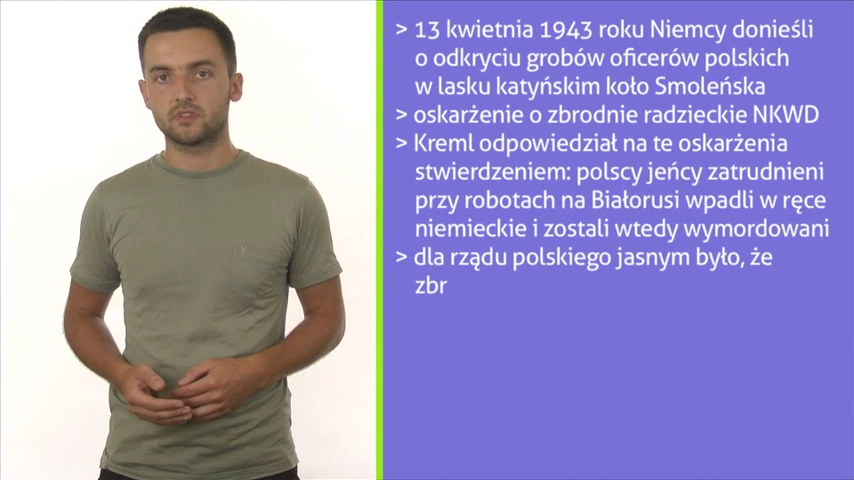 > 13 kwietnia 1943 roku Niemcy donieśli
o odkryciu grobów oficerów polskich
w lasku katyńskim koło Smoleńska
> oskarżenie o zbrodnie radzieckie NKWD
> Kreml odpowiedział na te oskarżenia
stwierdzeniem: polscy jeńcy zatrudnieni
przy robotach na Białorusi wpadli w ręce
niemieckie i zostali wtedy wymordowani
> dla rządu polskiego jasnym było, że
zbr